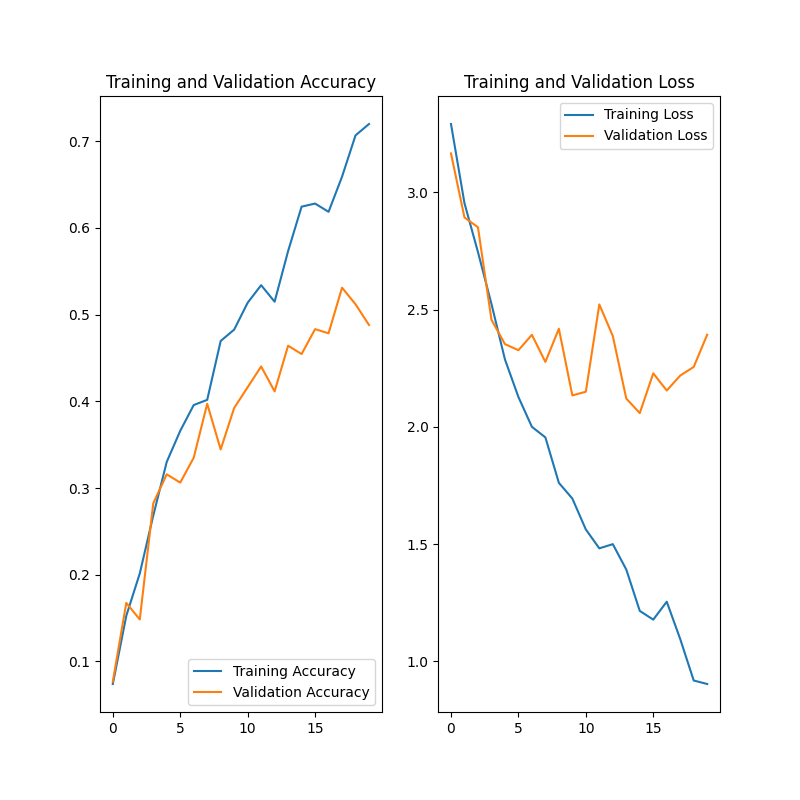 Training and Validation Accuracy
0.7
0.6
0.5
0.4
0.3
0.2
0.1
0 5 10 15
Training Accuracy
Validation Accuracy
Training and Validation Loss
3.0
2.5
2.0
1.5
1.0
0 5 10 15
Training Loss
Validation Loss